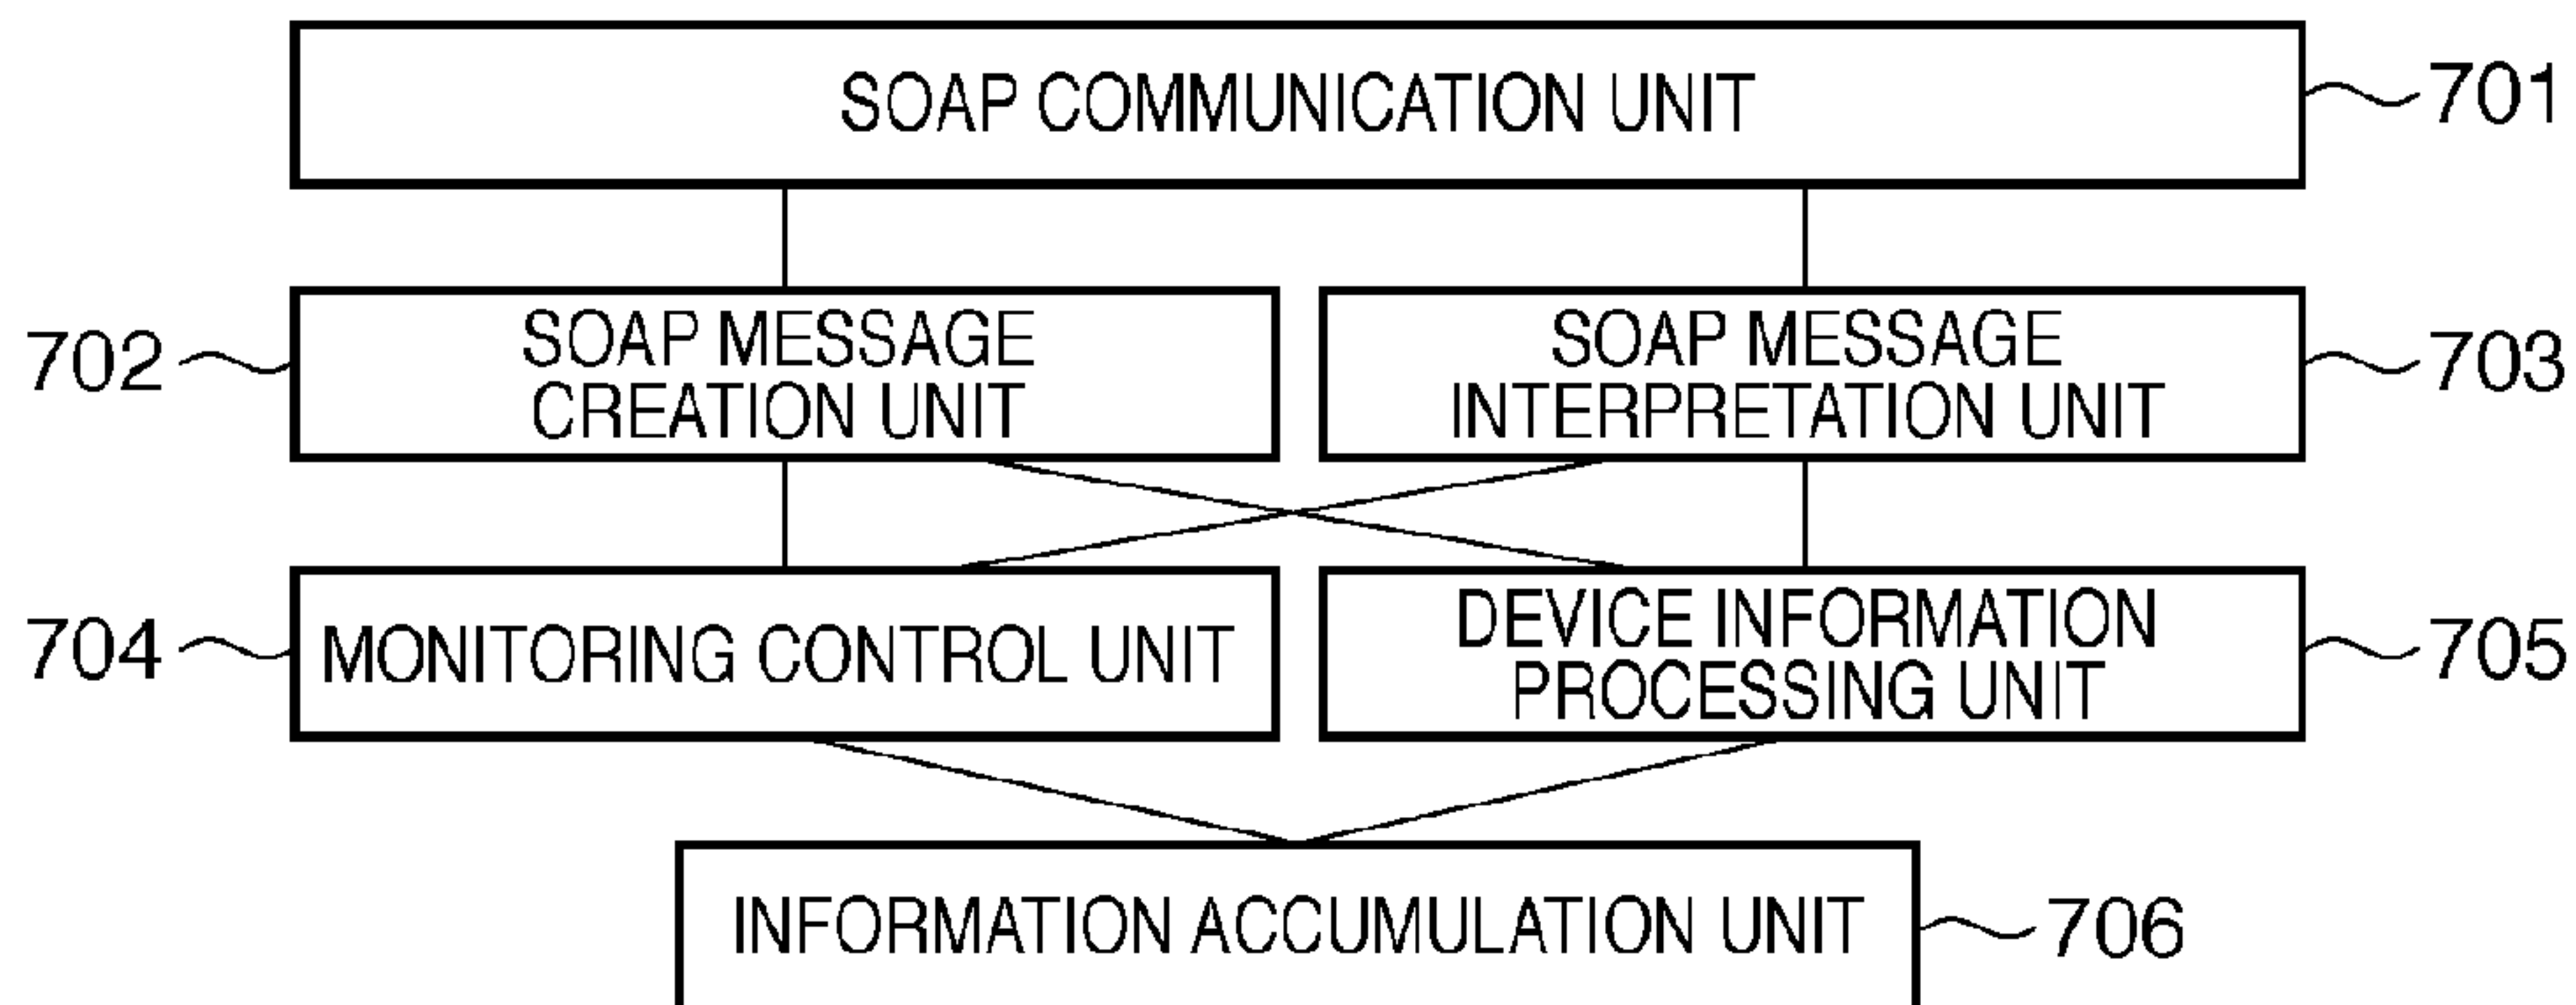 SOAP COMMUNICATION UNIT
701
702
SOAP MESSAGE
CREATION UNIT
SOAP MESSAGE
INTERPRETATION UNIT
703
704
MONITORING CONTROL UNIT
DEVICE INFORMATION
PROCESSING UNIT
705
INFORMATION ACCUMULATION UNIT
706